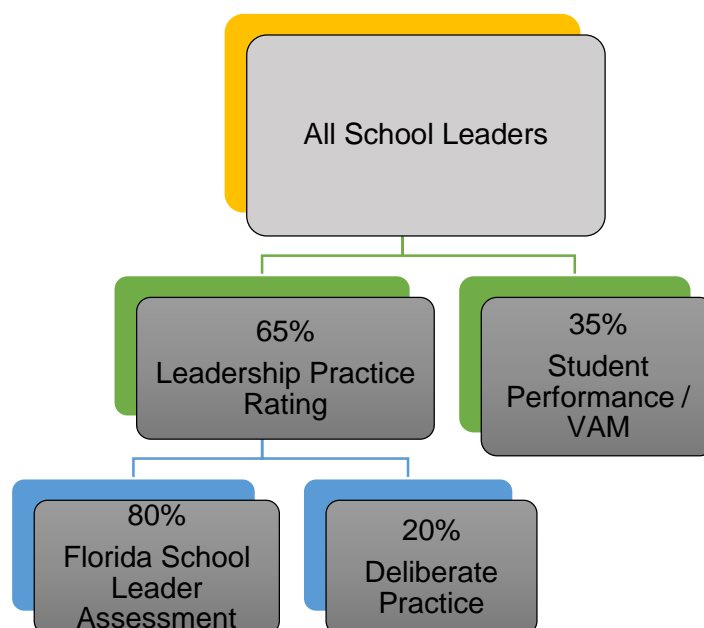 All School Leaders
65%
Leadership Practice
Rating
35%
Student
Performance /
VAM
80%
Florida School
Leader
Assessment
20%
Deliberate
Practice